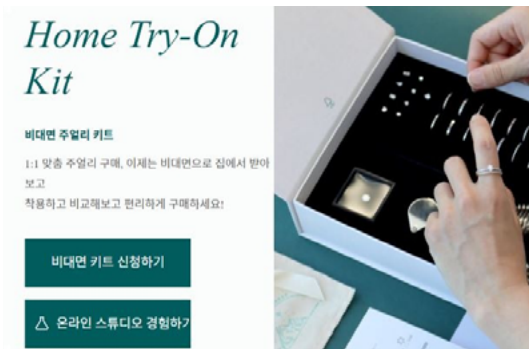 Home Try-On
Kit
비대면 주얼리 키트
1:1 맞춤 주얼리 구매, 이제는 비대면으로 집에서 받아
보고
착용하고 비교해보고 편리하게 구매하세요!
비대면 키트 신청하기
온라인 스튜디오 경험하기